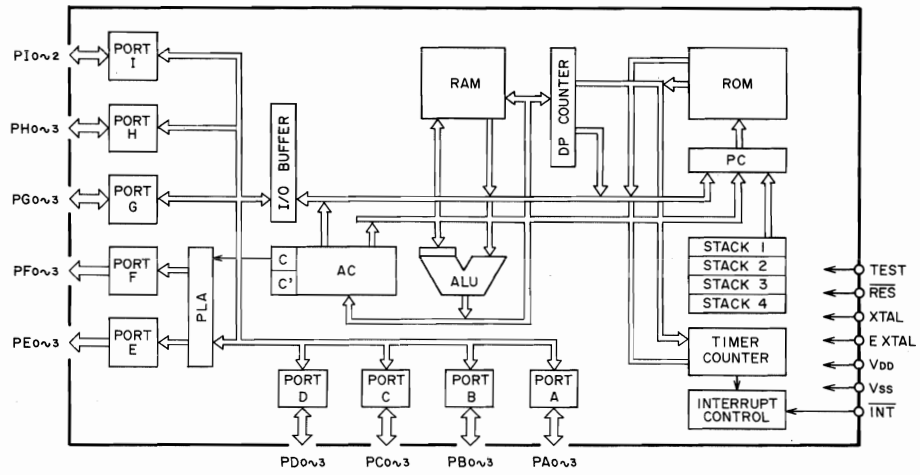 PI0~2
PORT
I
PH0~3
PORT
H
PG0~3
PORT
G
PF0~3
PORT
F
PE0~3
PORT
E
PLA
I/O BUFFER
RAM
DP COUNTER
ROM
PC
C
C'
AC
ALU
STACK 1
STACK 2
STACK 3
STACK 4
TIMER
COUNTER
INTERRUPT
CONTROL
TEST
RES
XTAL
E XTAL
VDD
VSS
INT
PORT
D
PORT
C
PORT
B
PORT
A
PD0~3
PC0~3
PB0~3
PA0~3